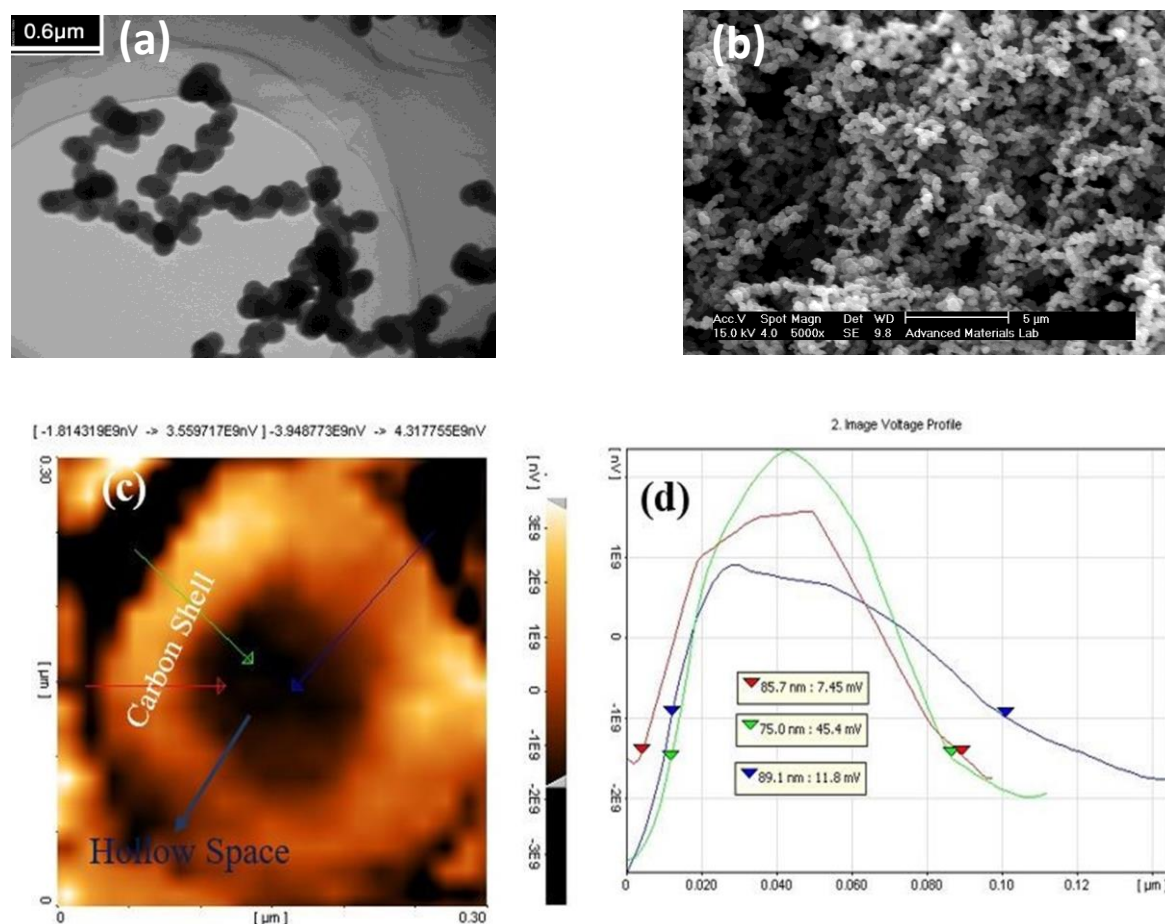 0.6µm
(a)
(b)
Acc.V Spot Magn Det WD 5 µm
15.0 kV 4.0 5000x SE 9.8 Advanced Materials Lab
[ -1.814319E9nV -> 3.559717E9nV ] -3.948773E9nV -> 4.317755E9nV
(c)
0.30
[ µm ]
0
Carbon Shell
Hollow Space
0
[ µm ]
0.30
[ nV ]
3E9
2E9
1E9
0
-1E9
-2E9
-3E9
2. Image Voltage Profile
(d)
[nV]
1E9
0
-1E9
-2E9
85.7 nm : 7.45 mV
75.0 nm : 45.4 mV
89.1 nm : 11.8 mV
0
0.020
0.040
0.060
0.080
0.10
0.12
[ µm ]